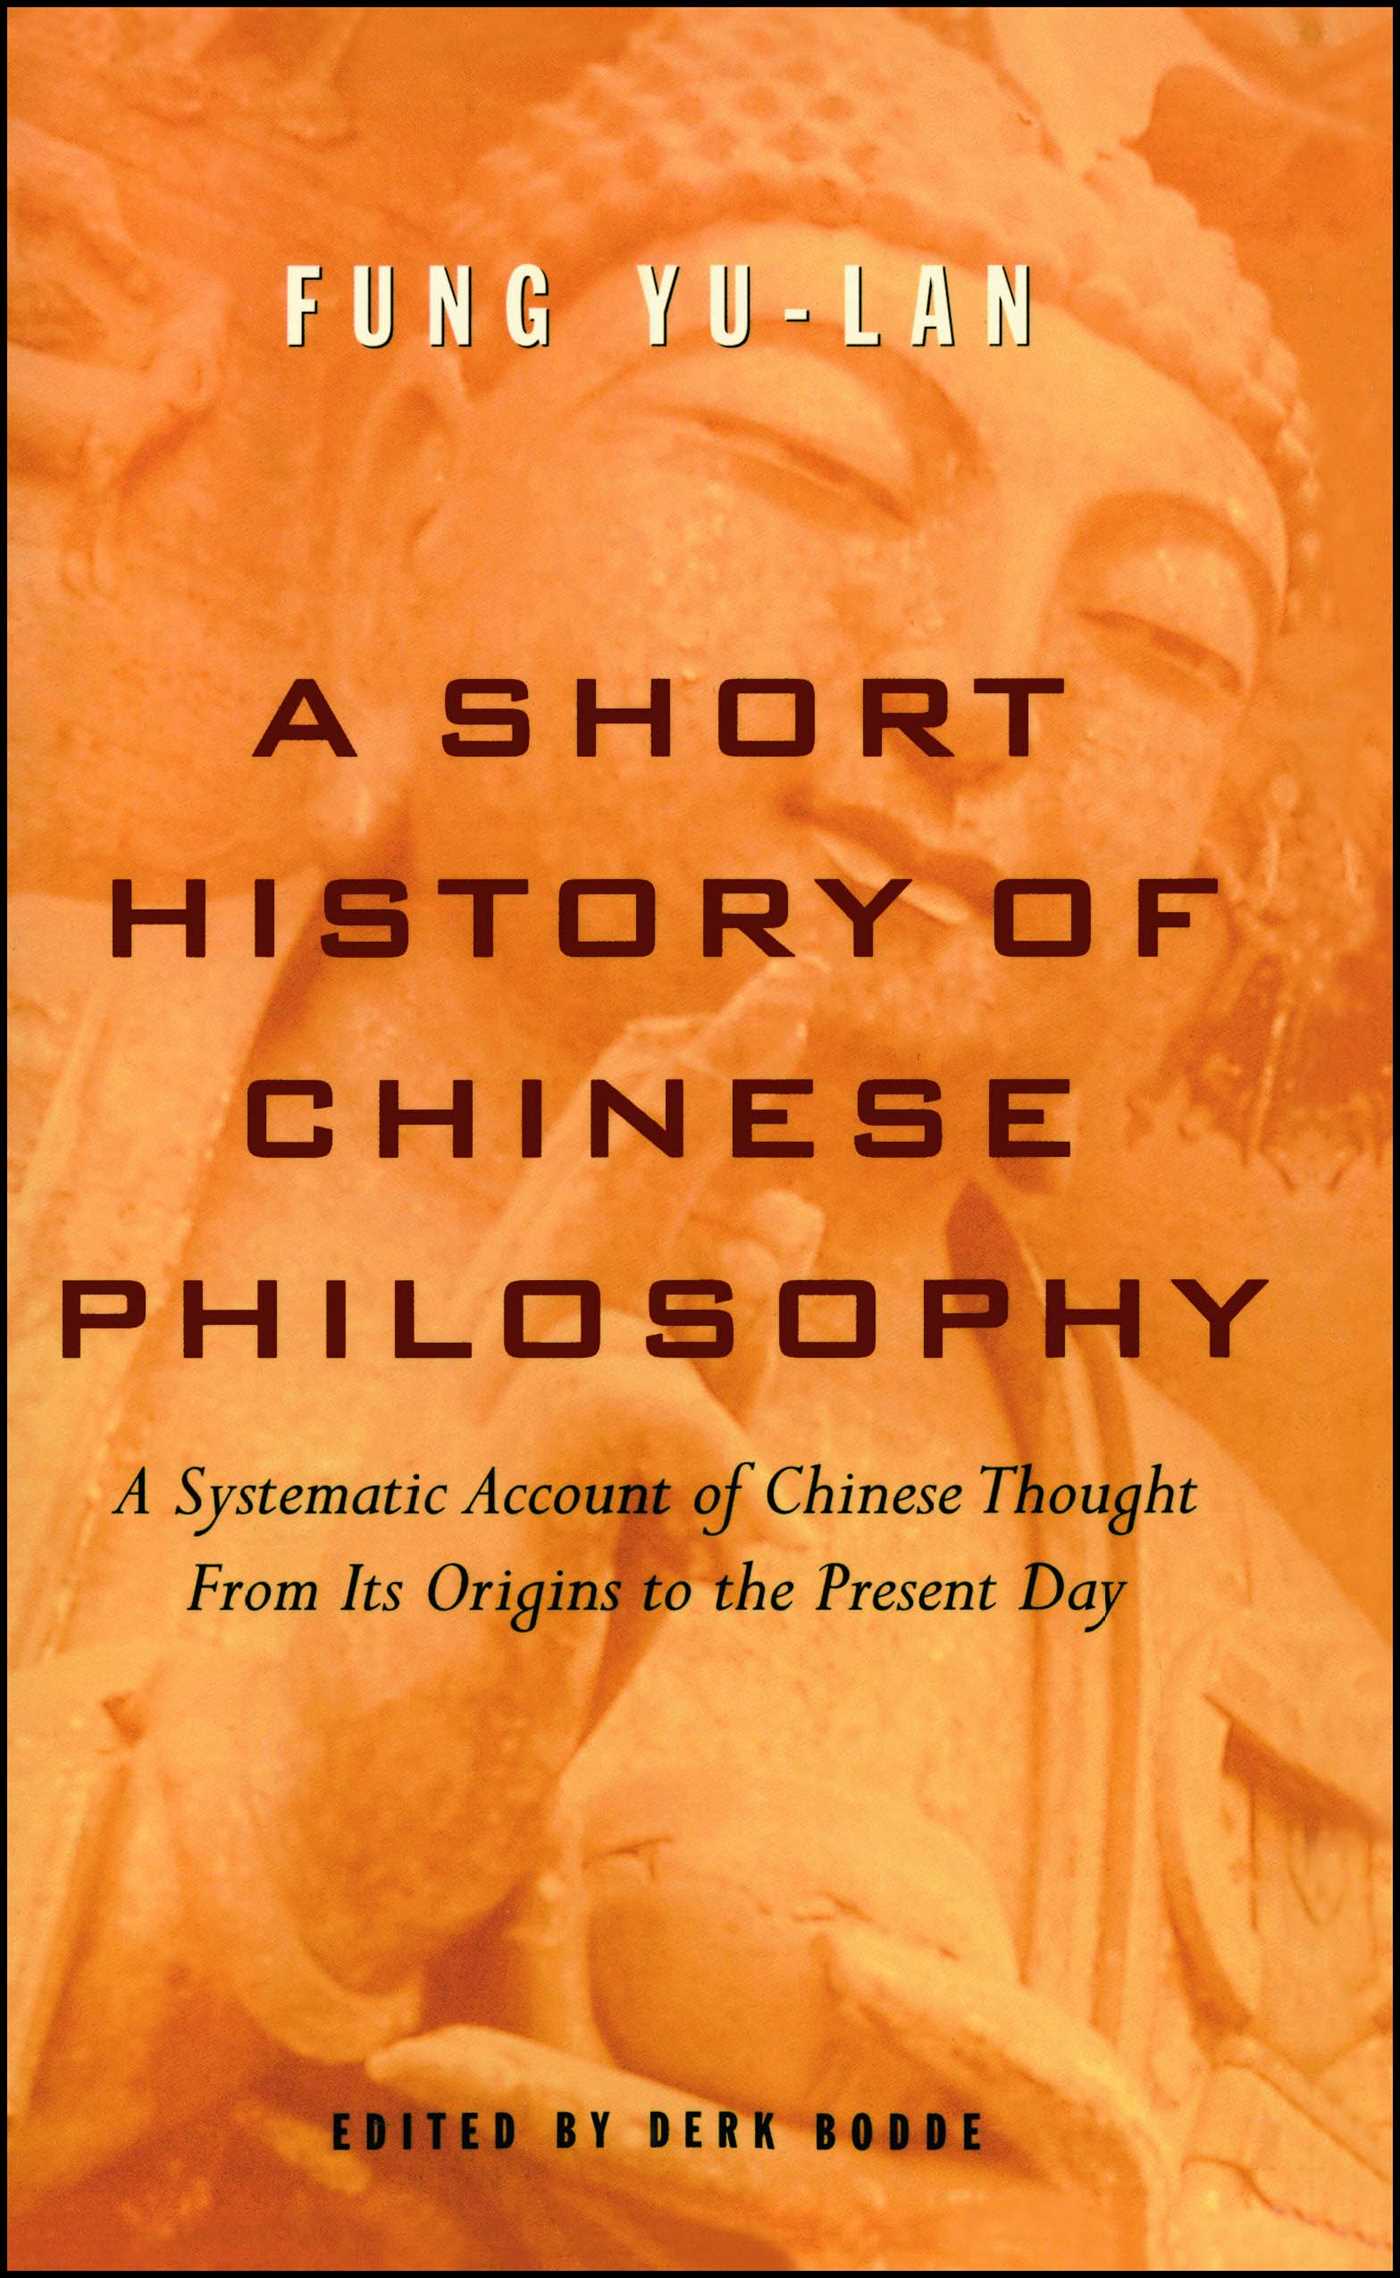 FUNG YU-LAN
A SHORT
HISTORY OF
CHINESE
PHILOSOPHY
A Systematic Account of Chinese Thought
From Its Origins to the Present Day
EDITED BY DERK BODDE